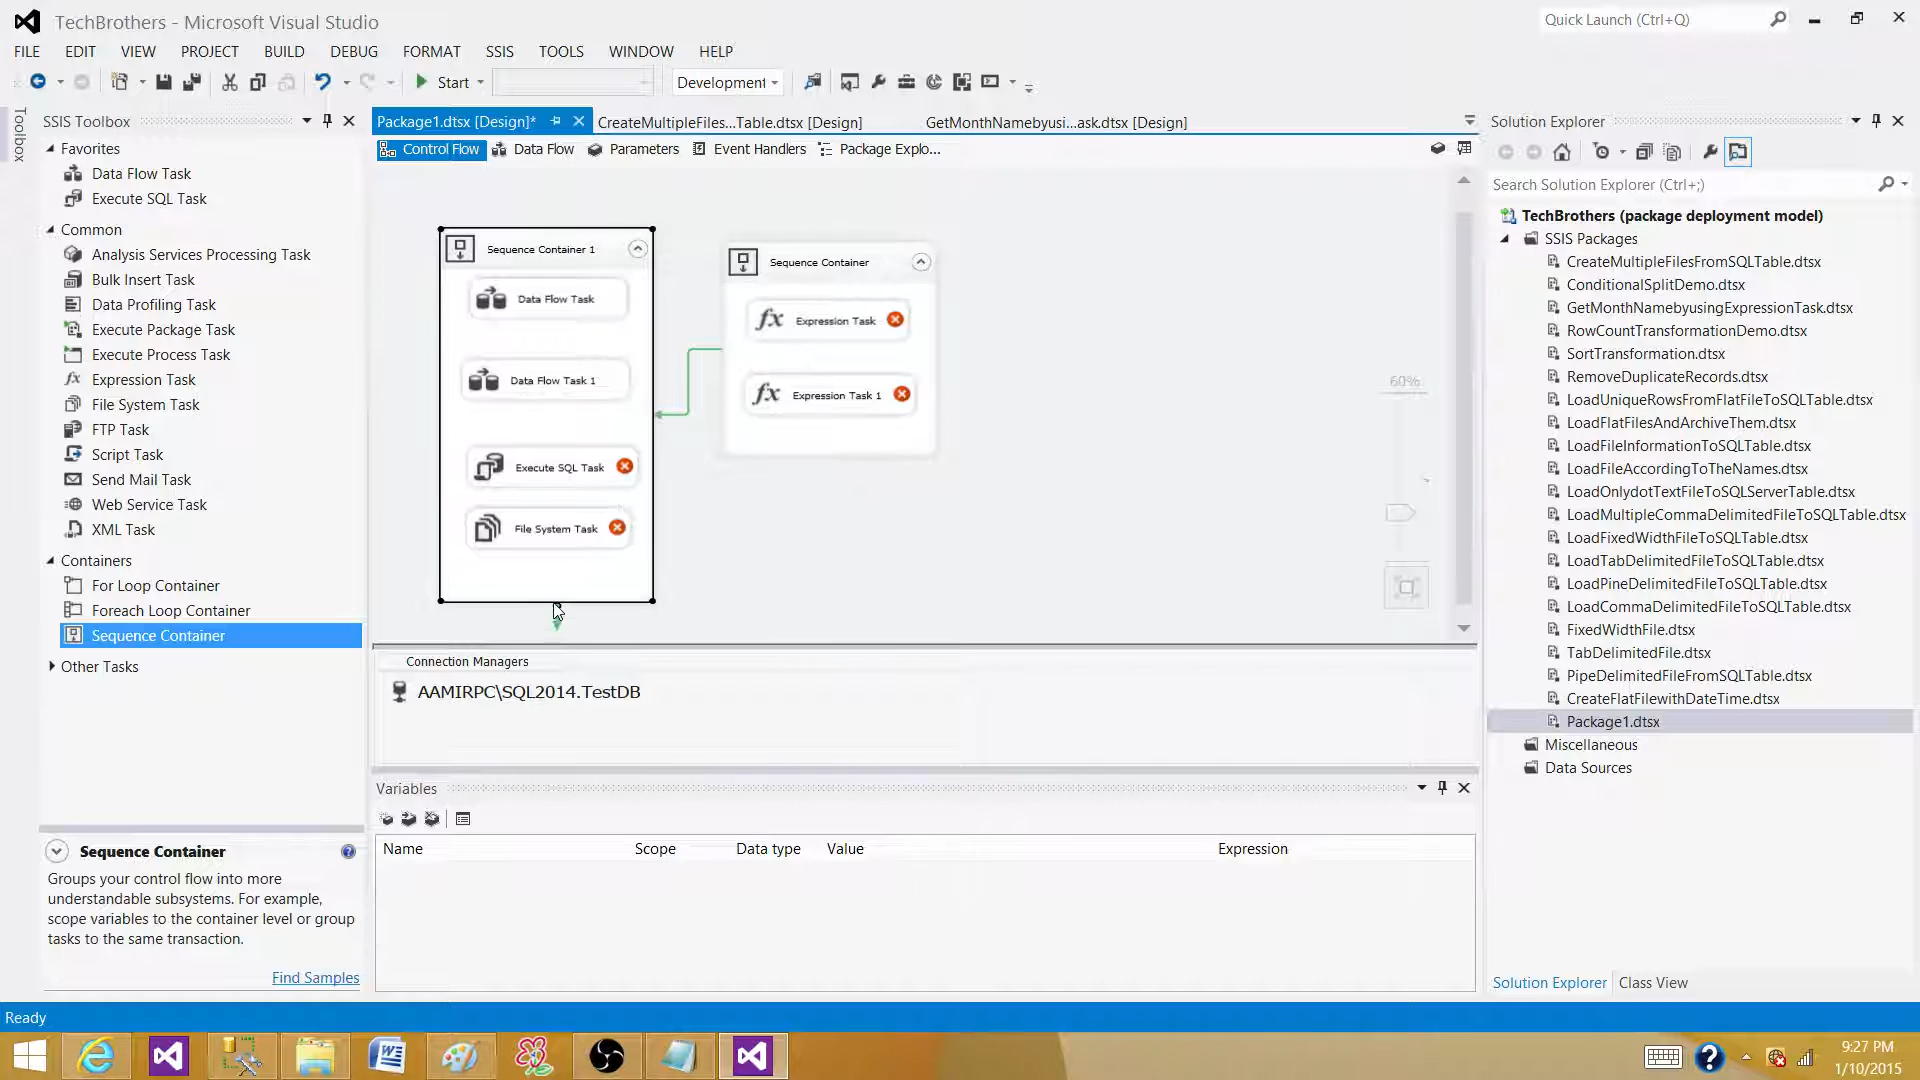 TechBrothers - Microsoft Visual Studio
Quick Launch (Ctrl+Q)
FILE EDIT VIEW PROJECT BUILD DEBUG FORMAT SSIS TOOLS WINDOW HELP
Start
Development
Toolbox
SSIS Toolbox
Favorites
Data Flow Task
Execute SQL Task
Common
Analysis Services Processing Task
Bulk Insert Task
Data Profiling Task
Execute Package Task
Execute Process Task
Expression Task
File System Task
FTP Task
Script Task
Send Mail Task
Web Service Task
XML Task
Containers
For Loop Container
Foreach Loop Container
Sequence Container
Other Tasks
Sequence Container
Groups your control flow into more
understandable subsystems. For example,
scope variables to the container level or group
tasks to the same transaction.
Find Samples
Package1.dtsx [Design]*
CreateMultipleFiles...Table.dtsx [Design]
GetMonthNamebyusi...ask.dtsx [Design]
Control Flow
Data Flow
Parameters
Event Handlers
Package Explo...
Sequence Container 1
Data Flow Task
Data Flow Task 1
Execute SQL Task
File System Task
Sequence Container
fx Expression Task
fx Expression Task 1
60%
Connection Managers
AAMIRPC\SQL2014.TestDB
Variables
Name Scope Data type Value Expression
Solution Explorer
Search Solution Explorer (Ctrl+;)
TechBrothers (package deployment model)
SSIS Packages
CreateMultipleFilesFromSQLTable.dtsx
ConditionalSplitDemo.dtsx
GetMonthNamebyusingExpressionTask.dtsx
RowCountTransformationDemo.dtsx
SortTransformation.dtsx
RemoveDuplicateRecords.dtsx
LoadUniqueRowsFromFlatFileToSQLTable.dtsx
LoadFlatFilesAndArchiveThem.dtsx
LoadFileInformationToSQLTable.dtsx
LoadFileAccordingToTheNames.dtsx
LoadOnlydotTextFileToSQLServerTable.dtsx
LoadMultipleCommaDelimitedFileToSQLTable.dtsx
LoadFixedWidthFileToSQLTable.dtsx
LoadTabDelimitedFileToSQLTable.dtsx
LoadPineDelimitedFileToSQLTable.dtsx
LoadCommaDelimitedFileToSQLTable.dtsx
FixedWidthFile.dtsx
TabDelimitedFile.dtsx
PipeDelimitedFileFromSQLTable.dtsx
CreateFlatFilewithDateTime.dtsx
Package1.dtsx
Miscellaneous
Data Sources
Solution Explorer
Class View
Ready
9:27 PM
1/10/2015